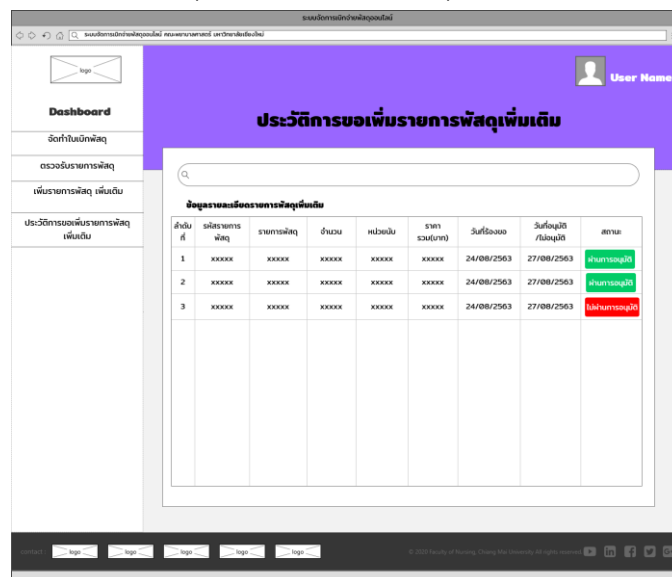 ระบบจัดการเบิกจ่ายพัสดุออนไลน์
ระบบจัดการเบิกจ่ายพัสดุออนไลน์ คณะพยาบาลศาสตร์ มหาวิทยาลัยเชียงใหม่
logo
User Name
Dashboard
ประวัติการขอเพิ่มรายการพัสดุเพิ่มเติม
จัดทำใบเบิกพัสดุ
ตรวจรับรายการพัสดุ
เพิ่มรายการพัสดุ เพิ่มเติม
ประวัติการขอเพิ่มรายการพัสดุ
เพิ่มเติม
ข้อมูลรายละเอียดรายการพัสดุเพิ่มเติม
ลำดับที่ รหัสรายการพัสดุ รายการพัสดุ จำนวน หน่วยนับ ราคารวม(บาท) วันที่ร้องขอ วันที่อนุมัติ/ไม่อนุมัติ สถานะ
1 xxxxx xxxxx xxxxx xxxxx xxxxx 24/08/2563 27/08/2563 ผ่านการอนุมัติ
2 xxxxx xxxxx xxxxx xxxxx xxxxx 24/08/2563 27/08/2563 ผ่านการอนุมัติ
3 xxxxx xxxxx xxxxx xxxxx xxxxx 24/08/2563 27/08/2563 ไม่ผ่านการอนุมัติ
contact : logo logo logo logo logo © 2020 Faculty of Nursing, Chiang Mai University All rights reserved